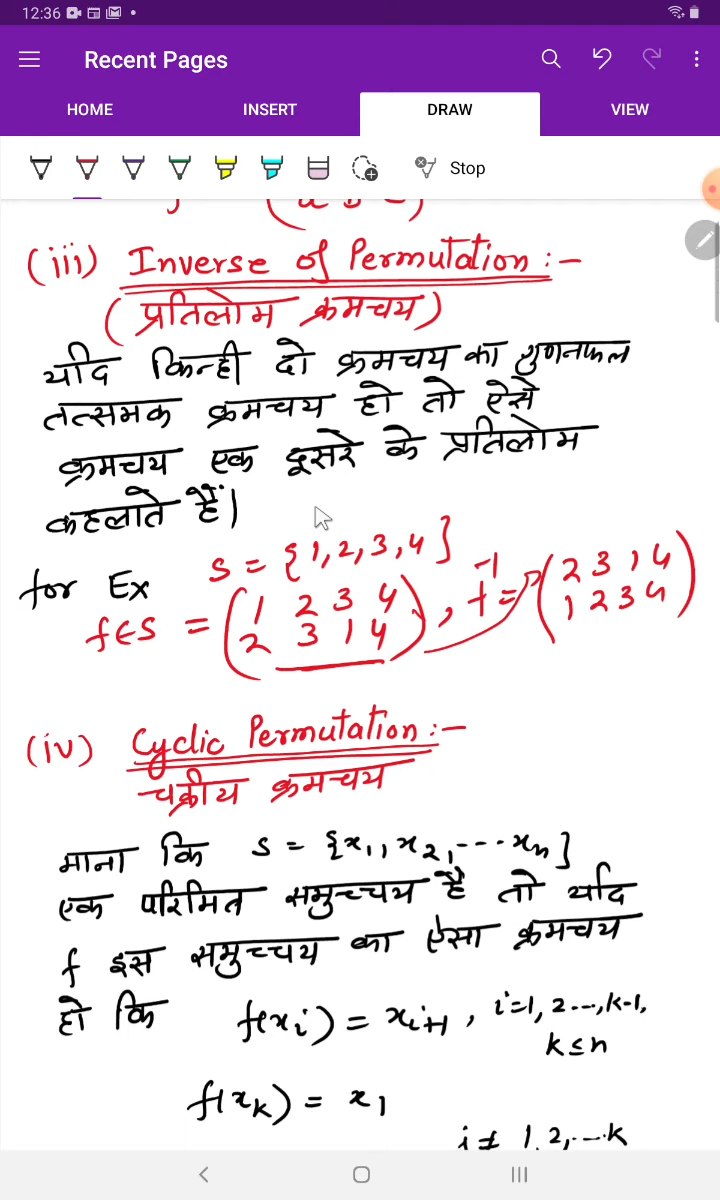 12:36
Recent Pages
HOME INSERT DRAW VIEW
Stop
(iii) Inverse of Permutation :-
(प्रतिलोम क्रमचय)
यदि किन्ही दो क्रमचय का गुणनफल
तत्समक क्रमचय हो तो ऐसे
क्रमचय एक दूसरे के प्रतिलोम
कहलाते हैं।
for Ex S = {1,2,3,4}
f∈S = (1 2 3 4 / 2 3 1 4), f⁻¹ = (2 3 1 4 / 1 2 3 4)
(iv) Cyclic Permutation :-
चक्रीय क्रमचय
माना कि S = {x₁, x₂, --- xₙ}
एक परिमित समुच्चय है तो यदि
f इस समुच्चय का ऐसा क्रमचय
हो कि f(xᵢ) = xᵢ₊₁, i=1, 2---, k-1,
k≤n
f(xₖ) = x₁
i ≠ 1, 2, --- k